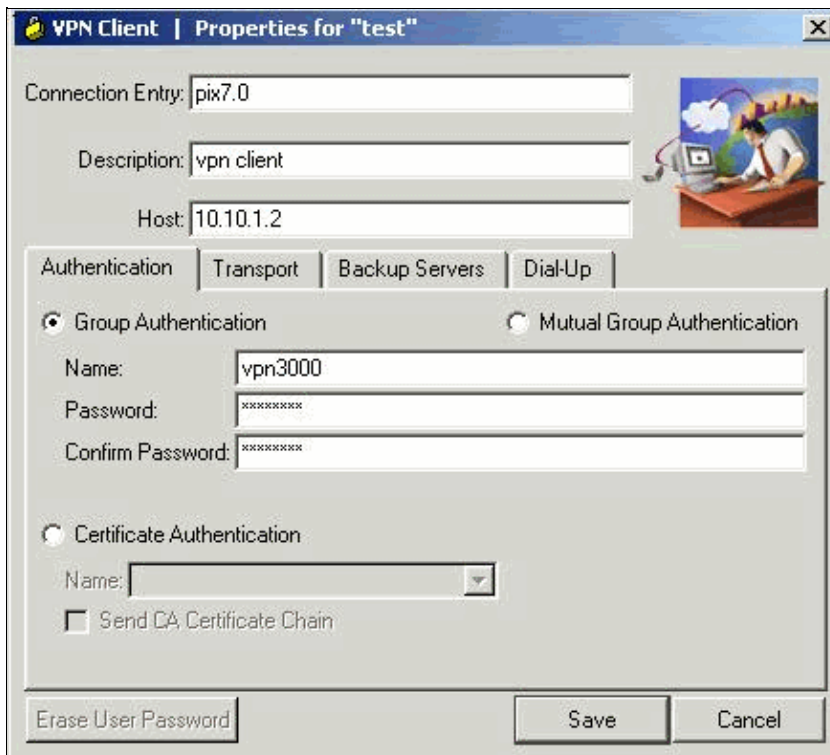 VPN Client | Properties for "test"
Connection Entry: pix7.0
Description: vpn client
Host: 10.10.1.2
Authentication Transport Backup Servers Dial-Up
Group Authentication Mutual Group Authentication
Name: vpn3000
Password: ********
Confirm Password: ********
Certificate Authentication
Name:
Send CA Certificate Chain
Erase User Password Save Cancel